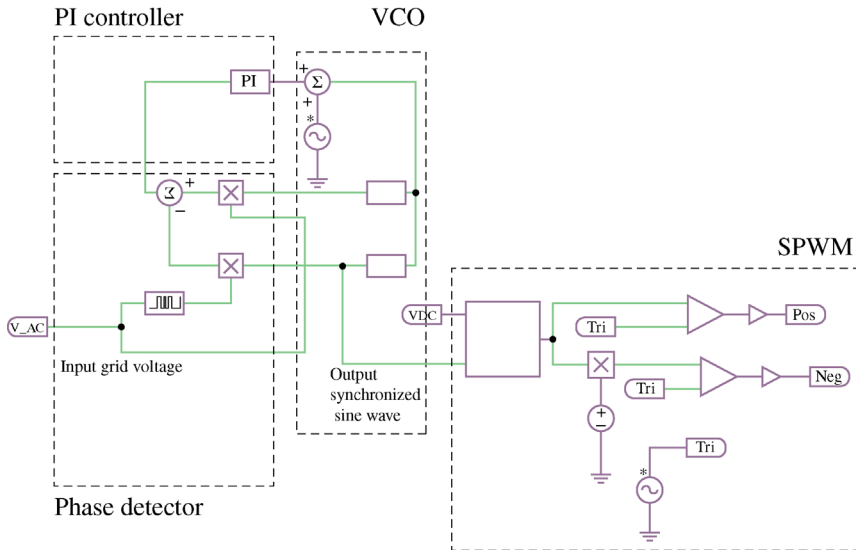 PI controller
VCO
PI
+
Σ
+
*
Σ
+
−
SPWM
VDC
V_AC
Tri
Pos
Input grid voltage
Output
synchronized
sine wave
Tri
Neg
+
−
Tri
*
Phase detector